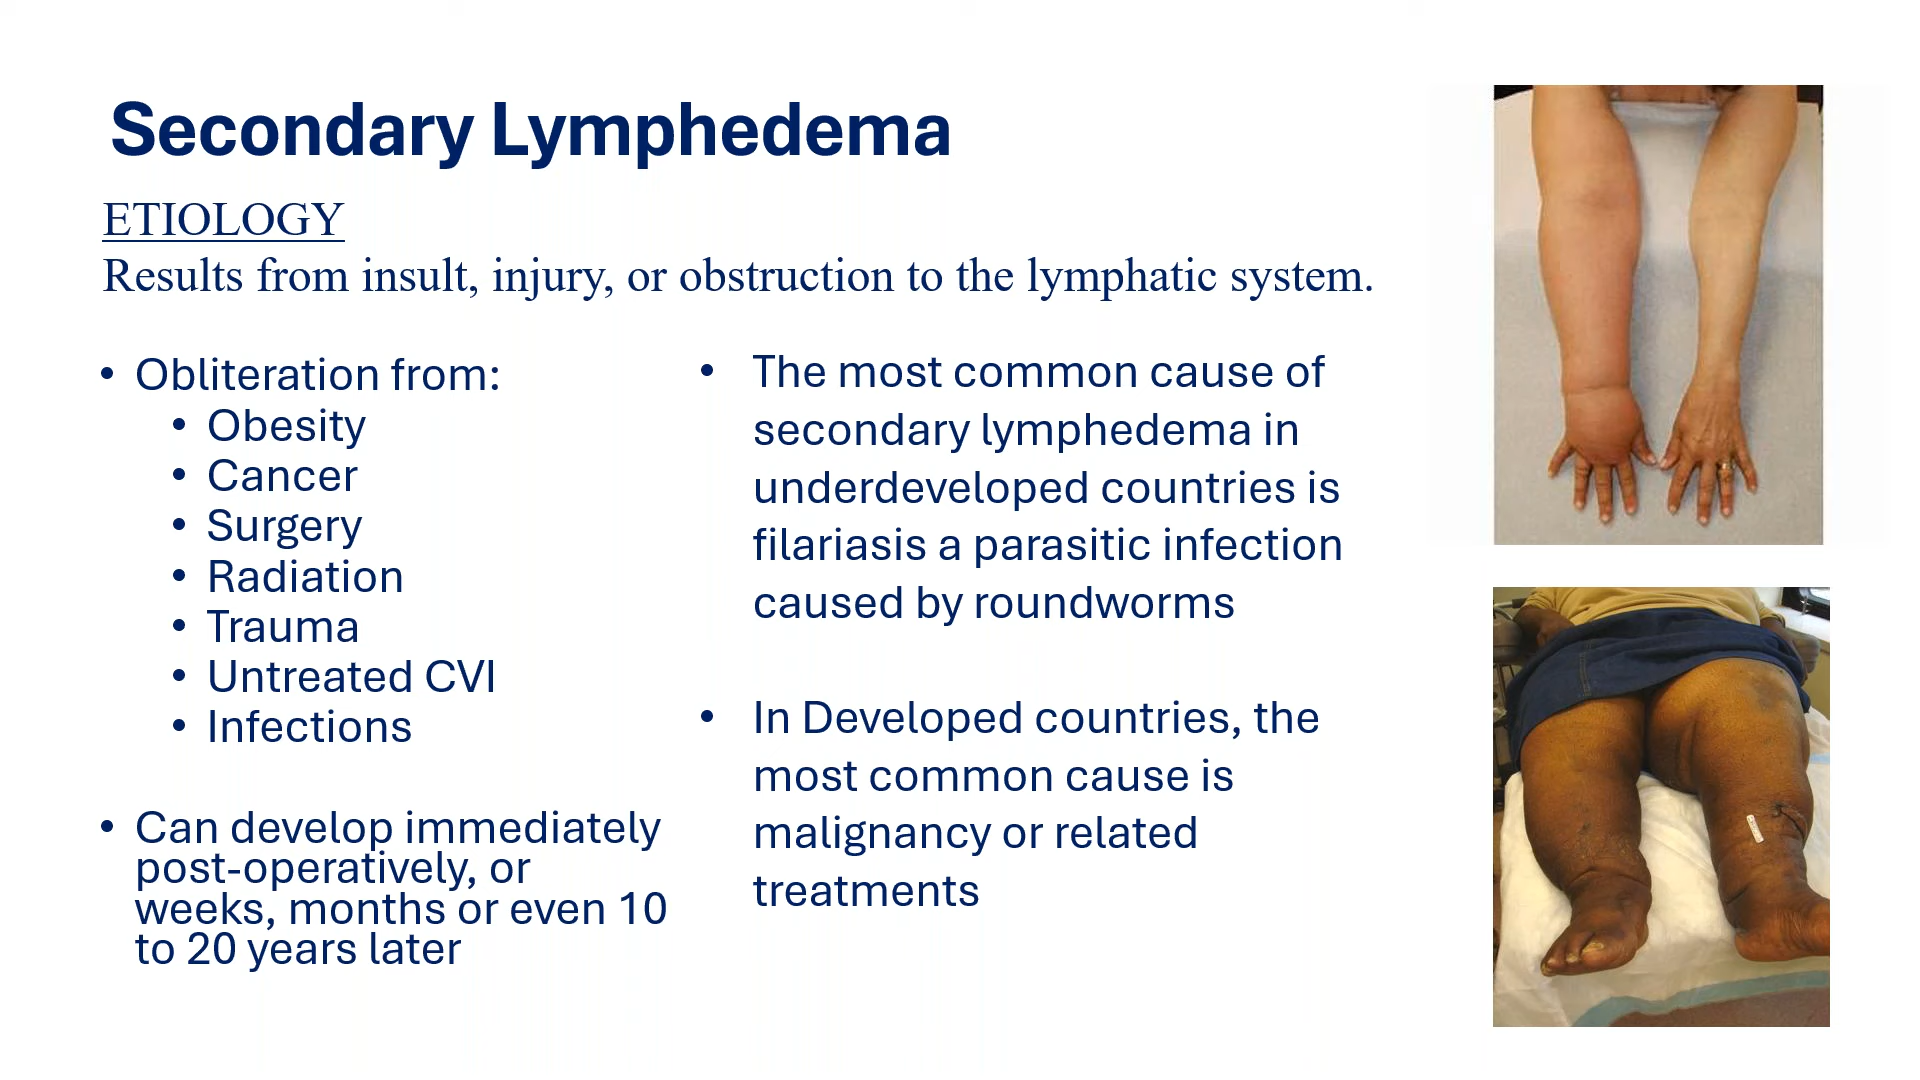 Secondary Lymphedema
ETIOLOGY
Results from insult, injury, or obstruction to the lymphatic system.
• Obliteration from:
• Obesity
• Cancer
• Surgery
• Radiation
• Trauma
• Untreated CVI
• Infections
• Can develop immediately
post-operatively, or
weeks, months or even 10
to 20 years later
• The most common cause of
secondary lymphedema in
underdeveloped countries is
filariasis a parasitic infection
caused by roundworms
• In Developed countries, the
most common cause is
malignancy or related
treatments